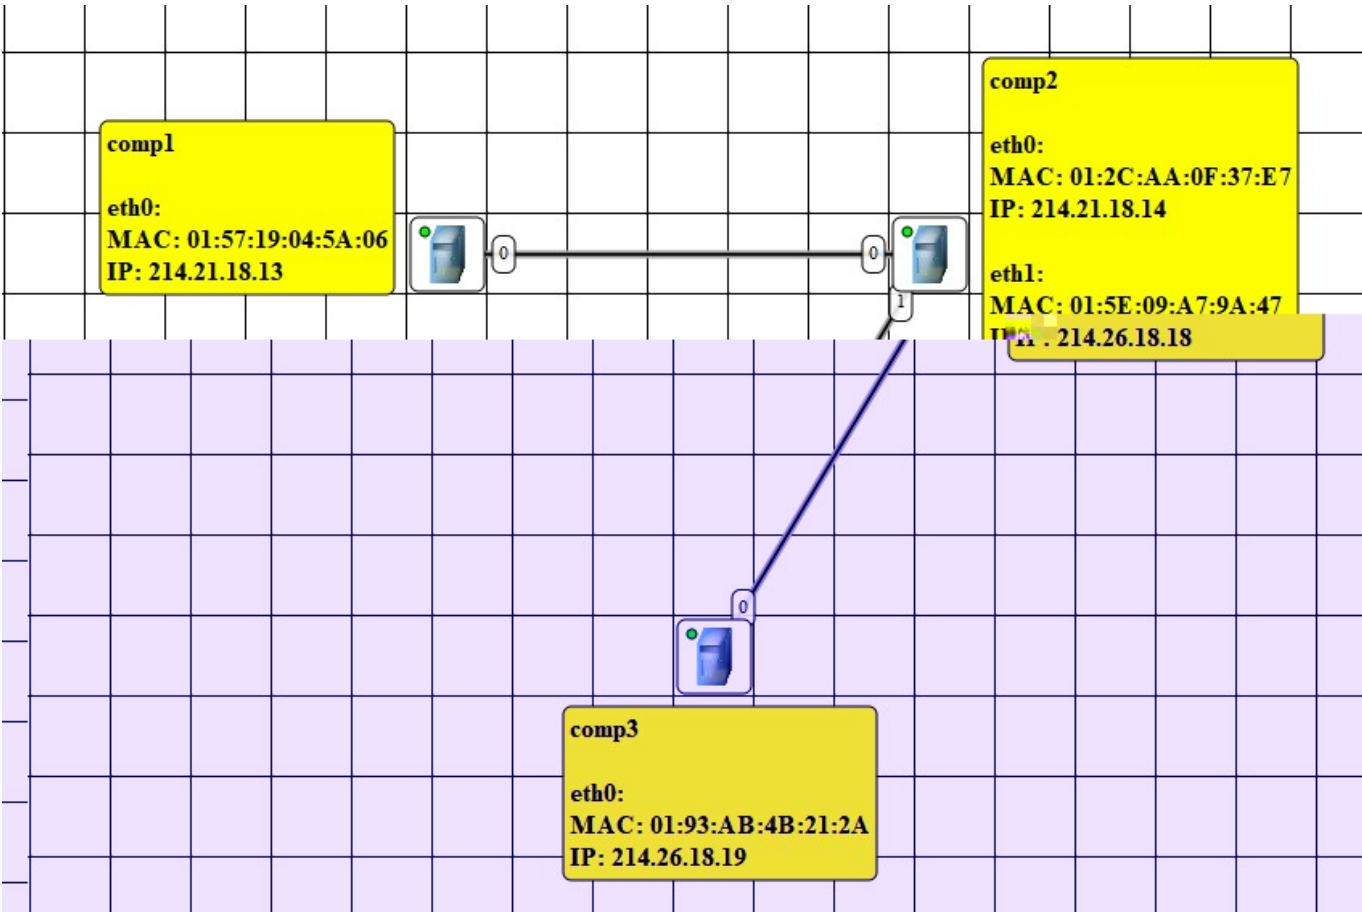 comp1
eth0:
MAC: 01:57:19:04:5A:06
IP: 214.21.18.13
0
0
1
comp2
eth0:
MAC: 01:2C:AA:0F:37:E7
IP: 214.21.18.14
eth1:
MAC: 01:5E:09:A7:9A:47
214.26.18.18
0
comp3
eth0:
MAC: 01:93:AB:4B:21:2A
IP: 214.26.18.19